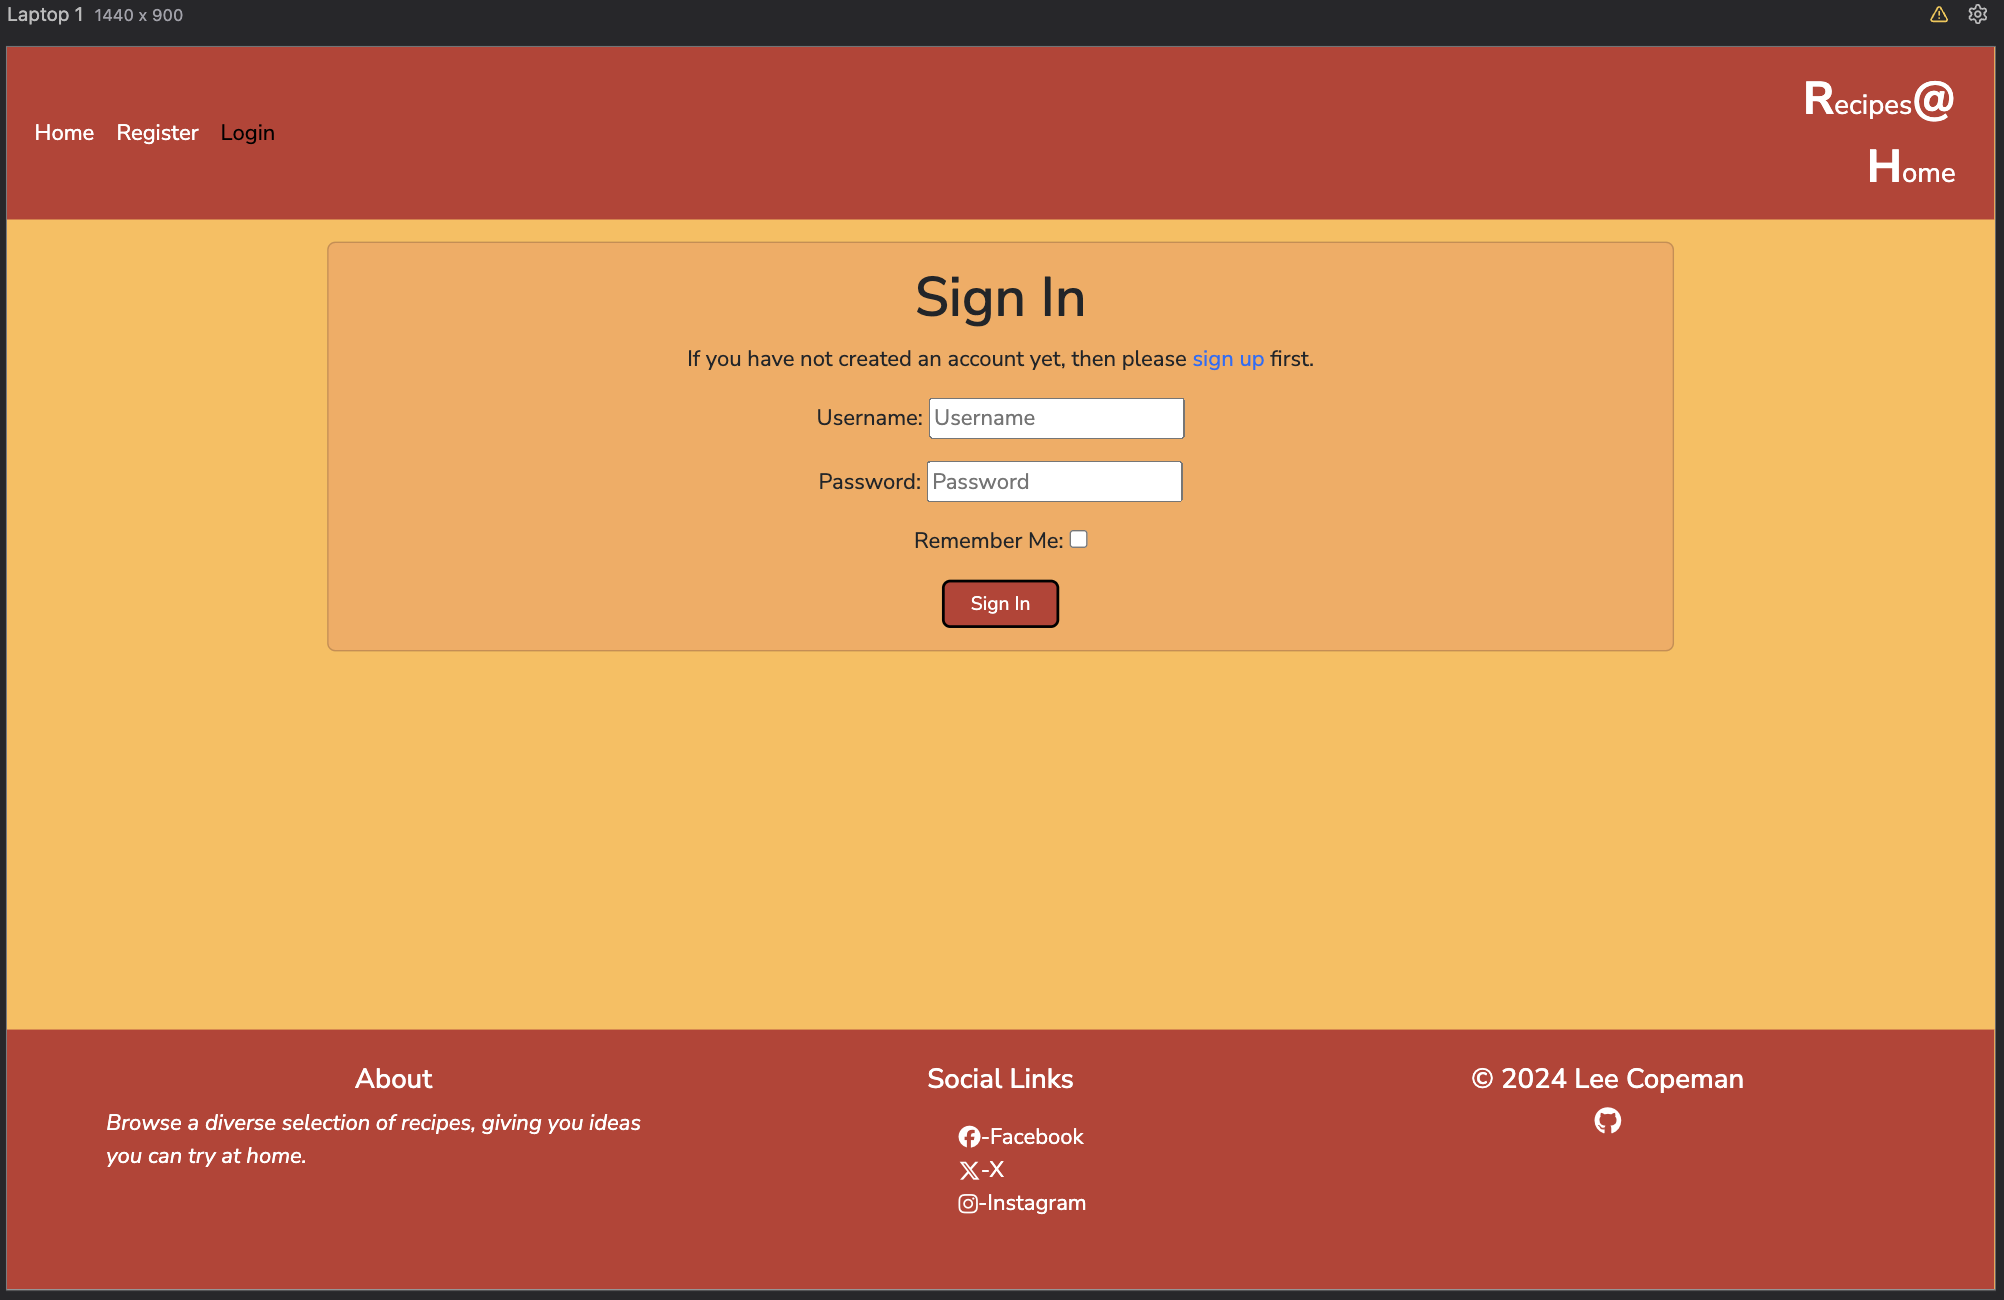 Laptop 1 1440 x 900
Home Register Login
Recipes@
Home
Sign In
If you have not created an account yet, then please sign up first.
Username: Username
Password: Password
Remember Me:
Sign In
About
Browse a diverse selection of recipes, giving you ideas
you can try at home.
Social Links
-Facebook
-X
-Instagram
© 2024 Lee Copeman